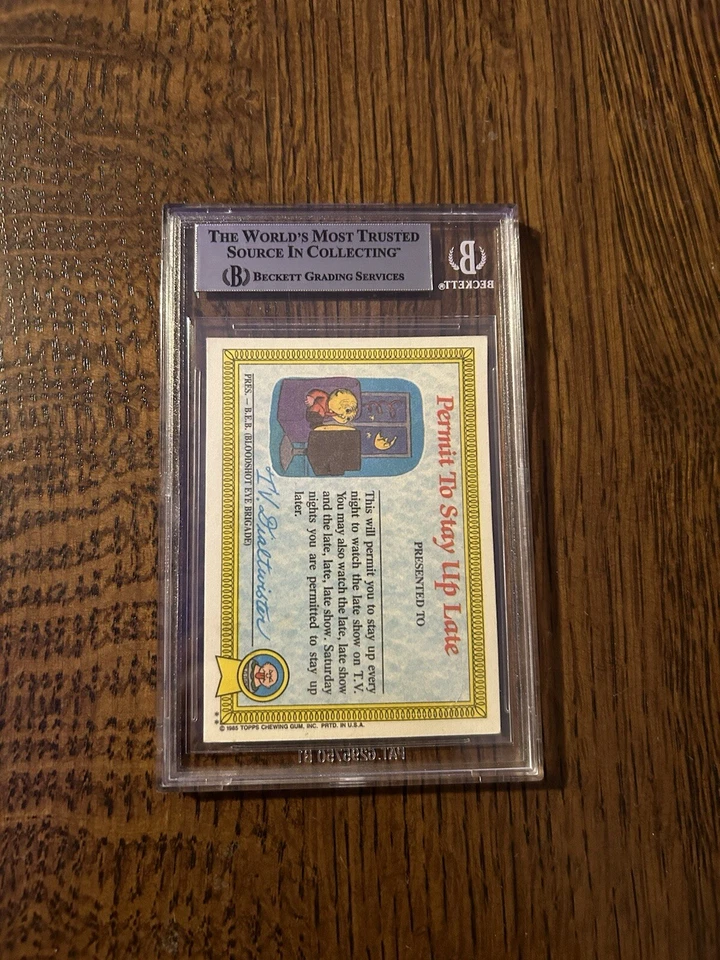 THE WORLD'S MOST TRUSTED
SOURCE IN COLLECTING™
B BECKETT GRADING SERVICES
B
BECKETT®
Permit To Stay Up Late
PRESENTED TO
This will permit you to stay up every
night to watch the late show on T.V.
You may also watch the late, late show
and the late, late, late show. Saturday
nights you are permitted to stay up
later.
T.V. Dialtwister
PRES. — B.E.B. (BLOODSHOT EYE BRIGADE)
** © 1985 TOPPS CHEWING GUM, INC. PRTD. IN U.S.A.